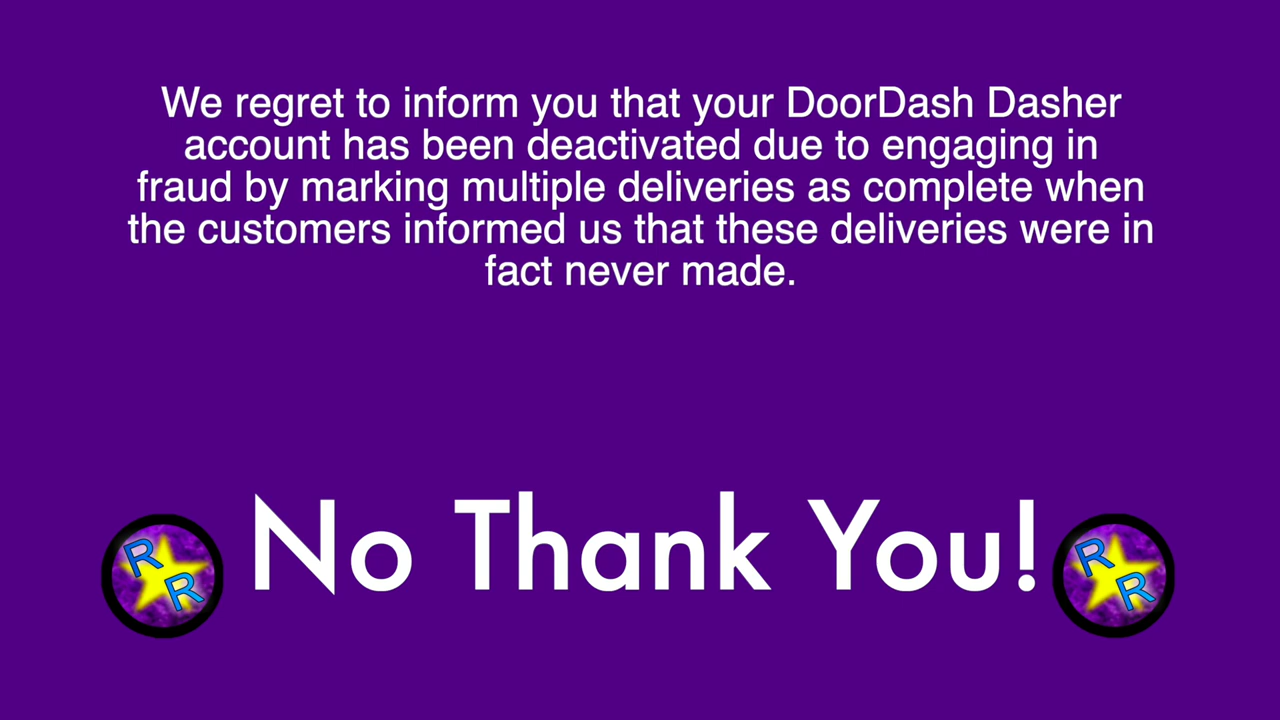 We regret to inform you that your DoorDash Dasher
account has been deactivated due to engaging in
fraud by marking multiple deliveries as complete when
the customers informed us that these deliveries were in
fact never made.
R R No Thank You! R R